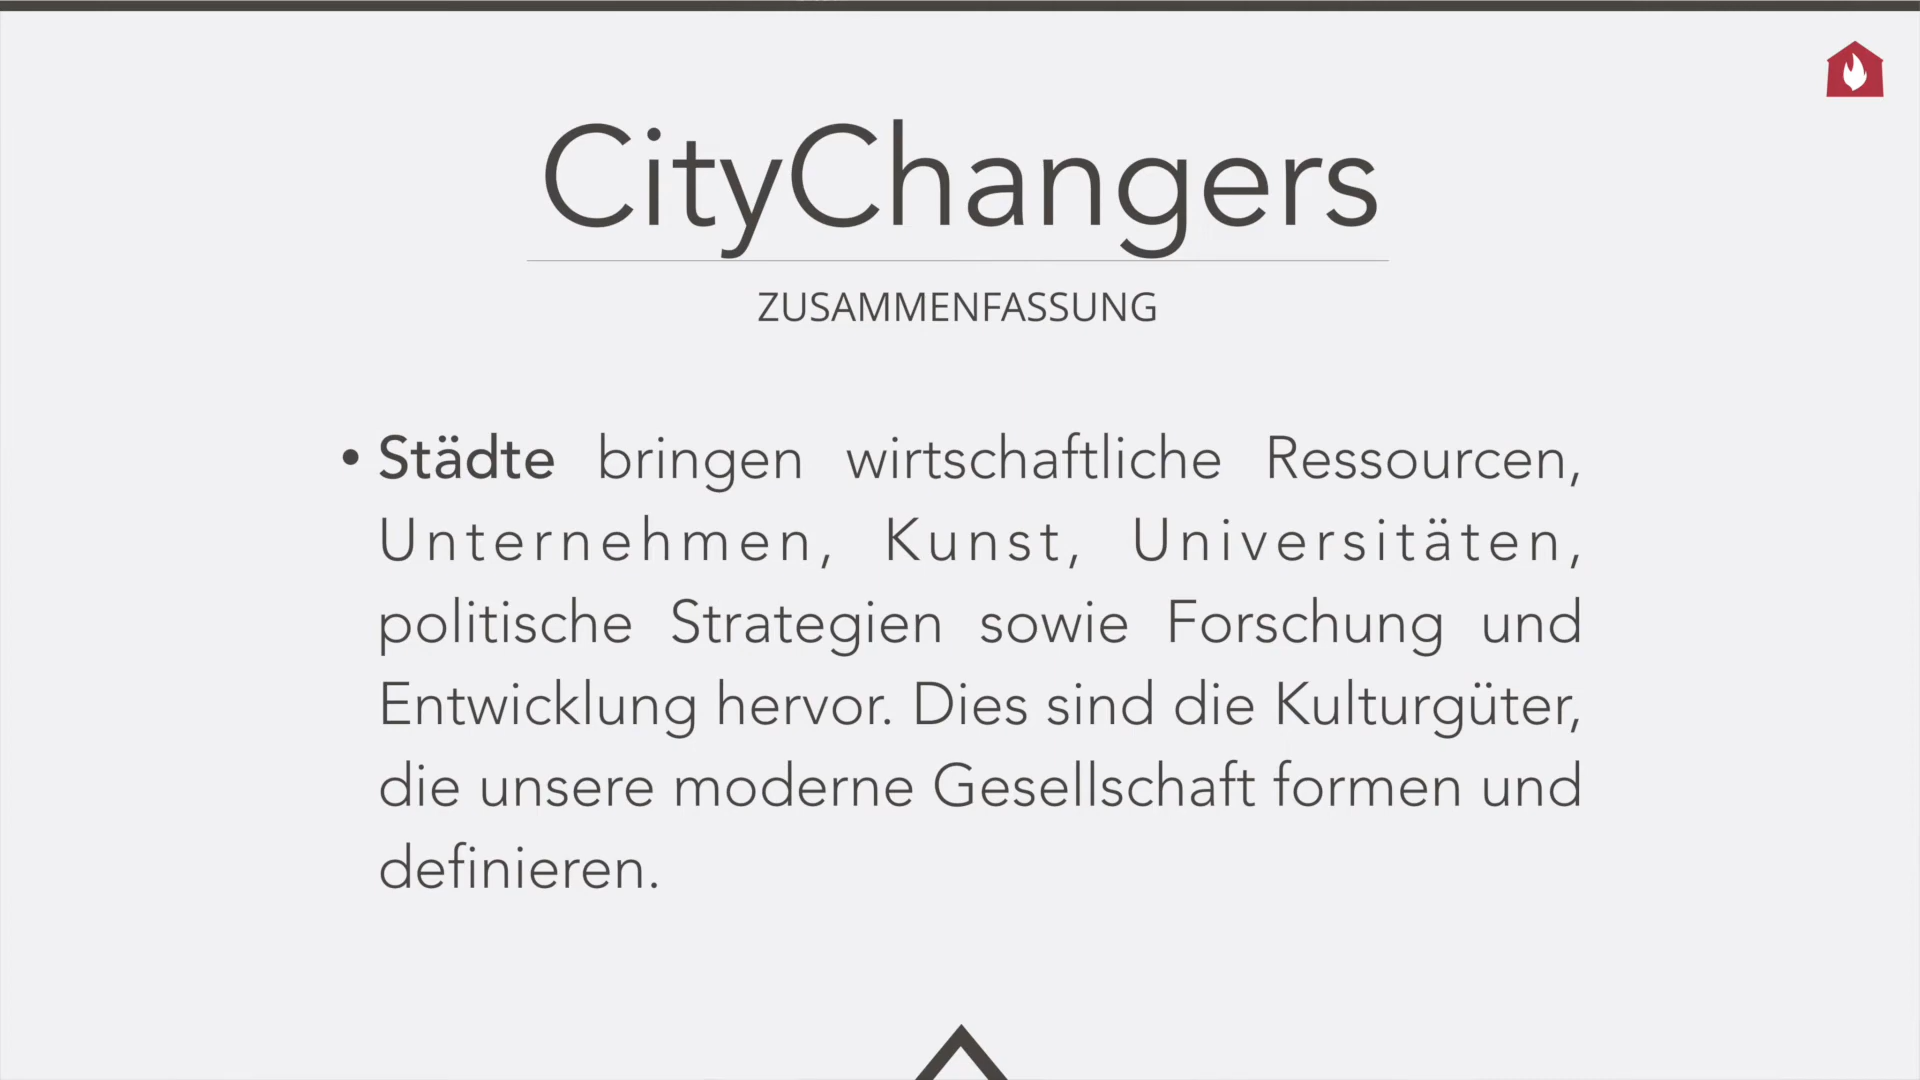 CityChangers
ZUSAMMENFASSUNG
• Städte bringen wirtschaftliche Ressourcen,
Unternehmen, Kunst, Universitäten,
politische Strategien sowie Forschung und
Entwicklung hervor. Dies sind die Kulturgüter,
die unsere moderne Gesellschaft formen und
definieren.